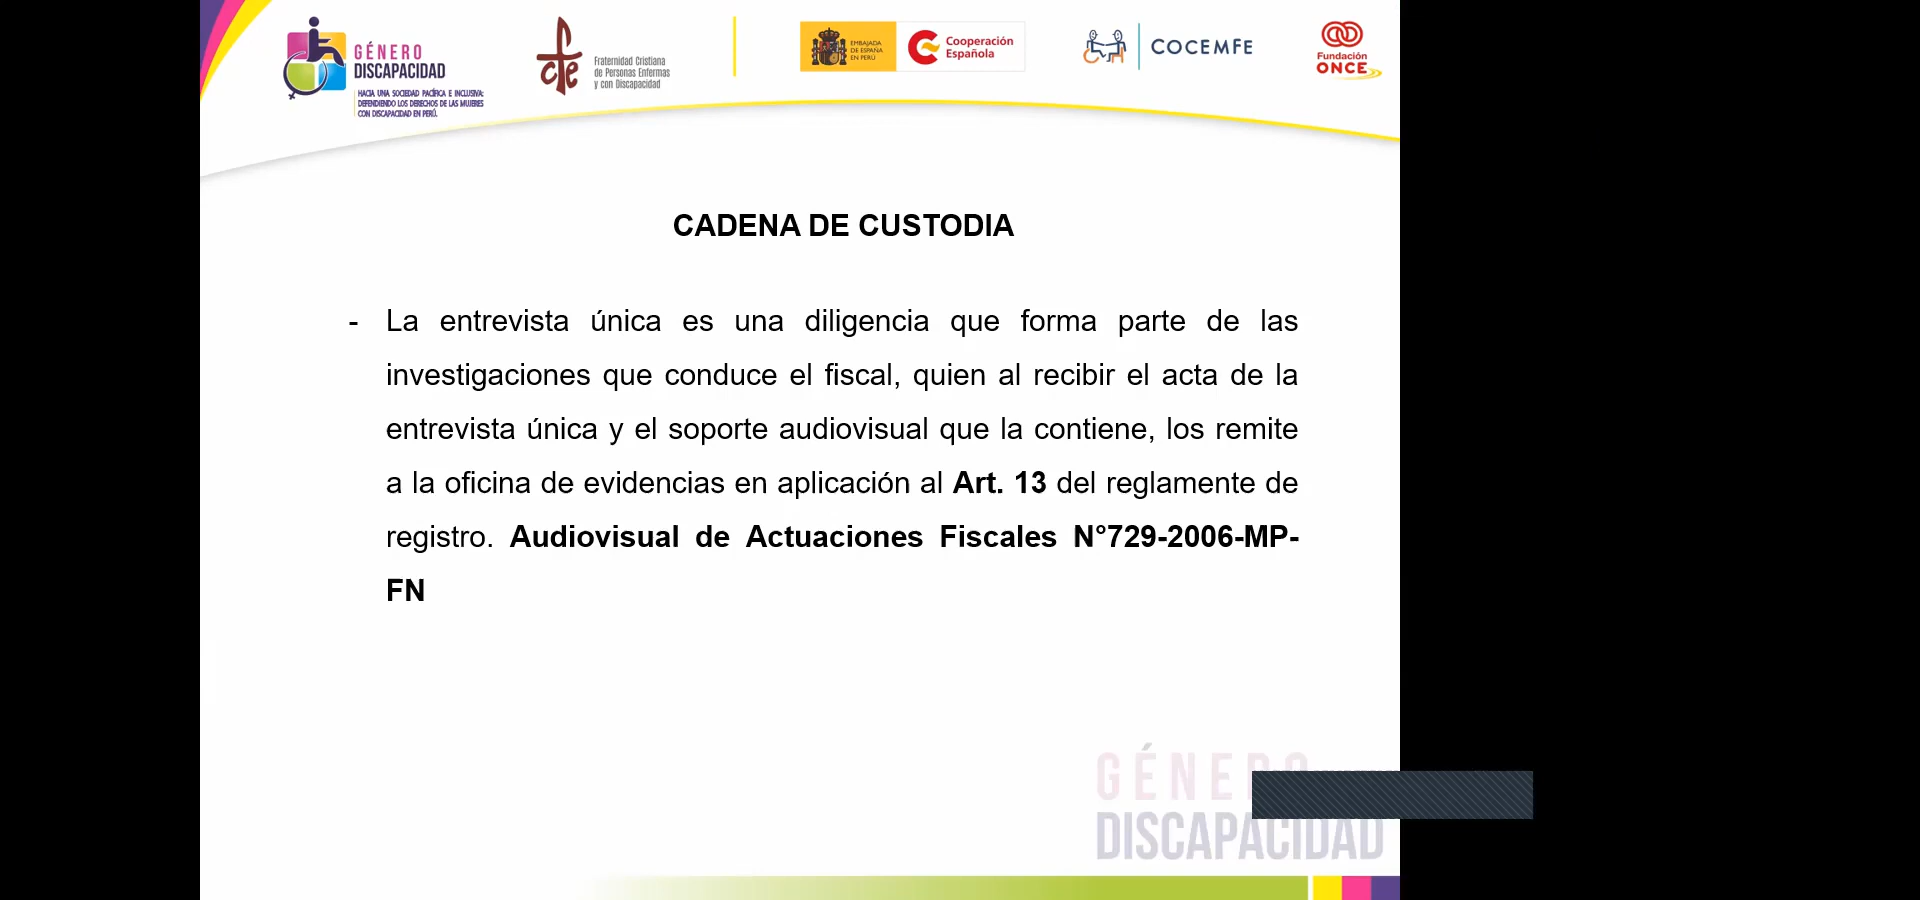 GÉNERO
DISCAPACIDAD
HACIA UNA SOCIEDAD PACÍFICA E INCLUSIVA:
DEFENDIENDO LOS DERECHOS DE LAS MUJERES
CON DISCAPACIDAD EN PERÚ.
Fraternidad Cristiana
de Personas Enfermas
y con Discapacidad
EMBAJADA
DE ESPAÑA
EN PERÚ
Cooperación
Española
COCEMFE
Fundación
ONCE
CADENA DE CUSTODIA
- La entrevista única es una diligencia que forma parte de las
investigaciones que conduce el fiscal, quien al recibir el acta de la
entrevista única y el soporte audiovisual que la contiene, los remite
a la oficina de evidencias en aplicación al Art. 13 del reglamente de
registro. Audiovisual de Actuaciones Fiscales N°729-2006-MP-
FN
GÉNERO
DISCAPACIDAD